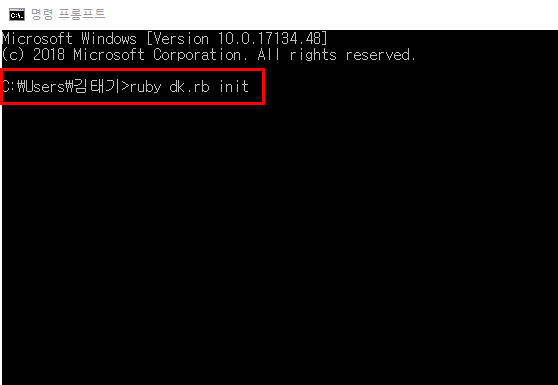 명령 프롬프트
Microsoft Windows [Version 10.0.17134.48]
(c) 2018 Microsoft Corporation. All rights reserved.
C:₩Users₩김태기>ruby dk.rb init